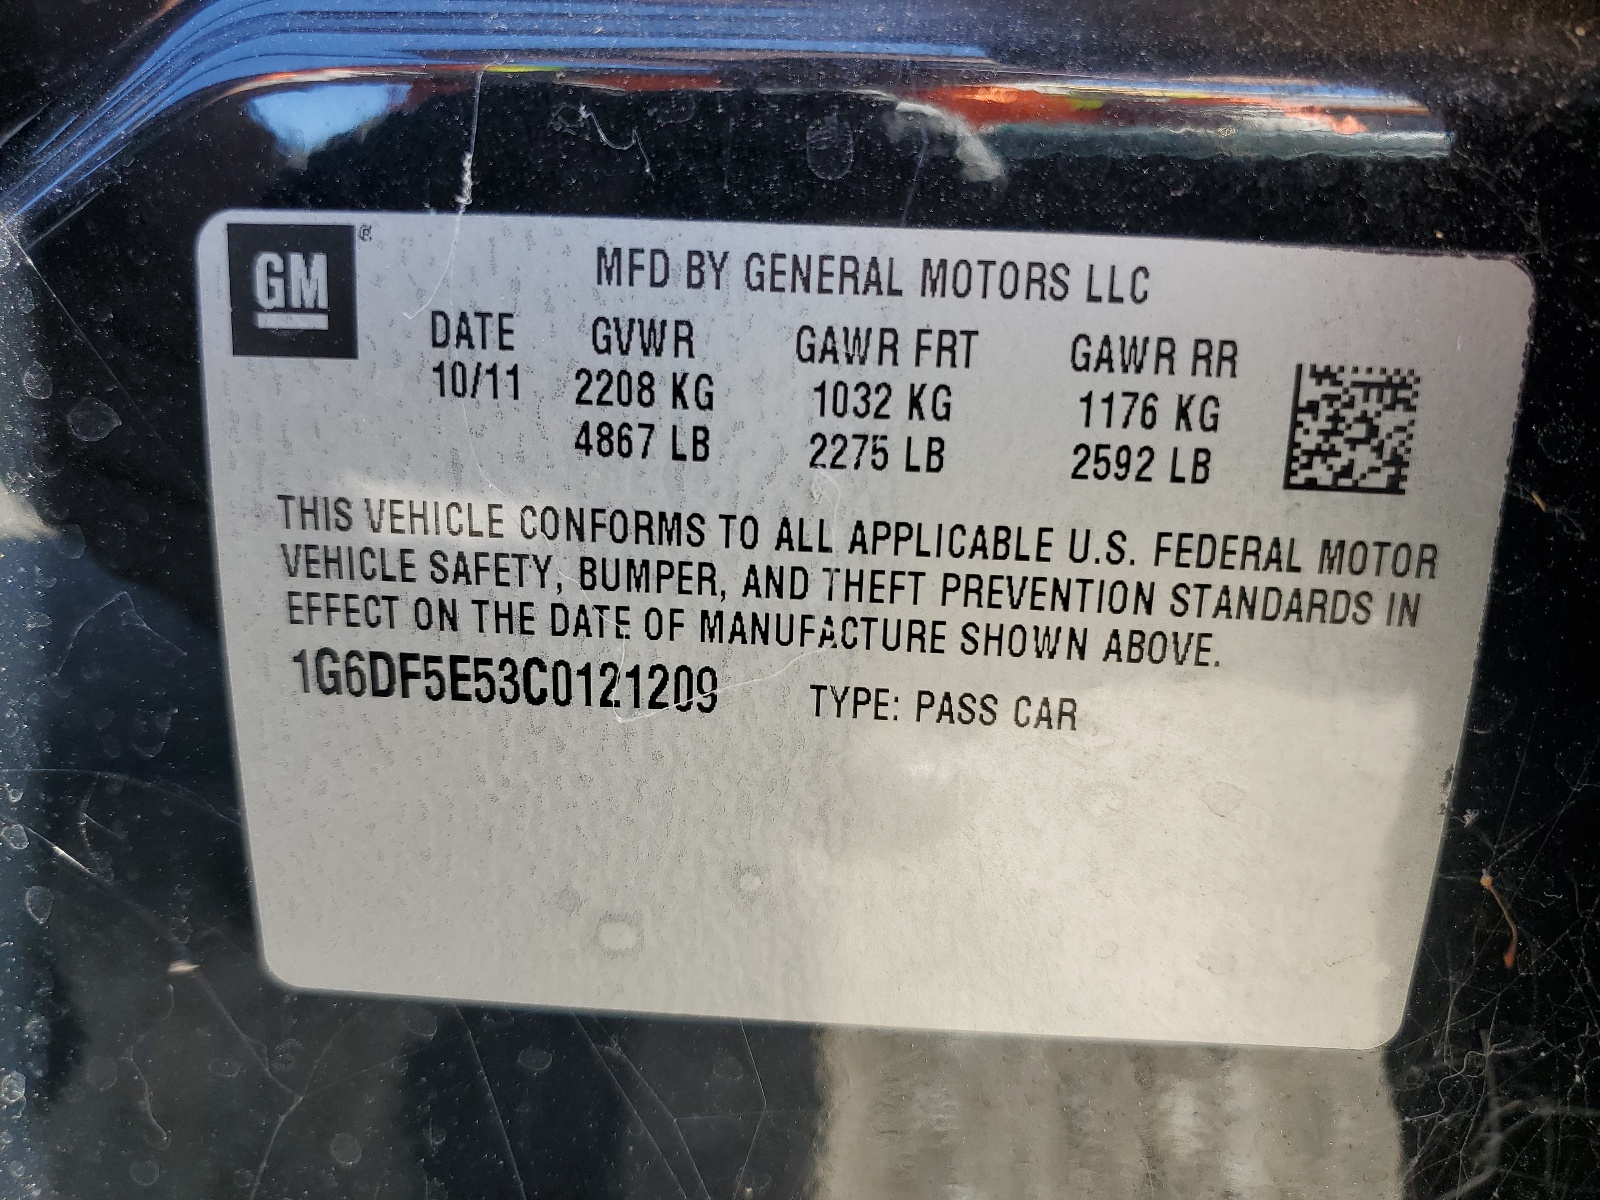 GM
MFD BY GENERAL MOTORS LLC
DATE GVWR GAWR FRT GAWR RR
10/11 2208 KG 1032 KG 1176 KG
4867 LB 2275 LB 2592 LB
THIS VEHICLE CONFORMS TO ALL APPLICABLE U.S. FEDERAL MOTOR
VEHICLE SAFETY, BUMPER, AND THEFT PREVENTION STANDARDS IN
EFFECT ON THE DATE OF MANUFACTURE SHOWN ABOVE.
1G6DF5E53C0121209 TYPE: PASS CAR